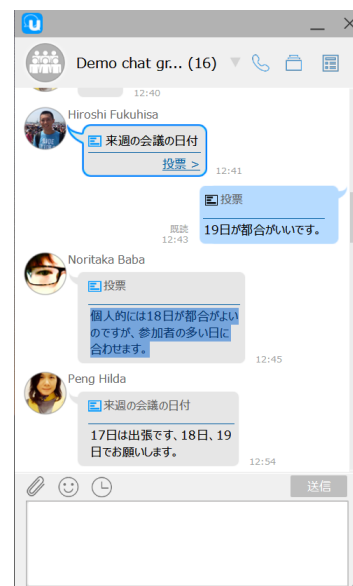 Demo chat gr... (16)
12:40
Hiroshi Fukuhisa
来週の会議の日付
投票 >
12:41
投票
19日が都合がいいです。
既読
12:43
Noritaka Baba
投票
個人的には18日が都合がよい
のですが、参加者の多い日に
合わせます。
12:45
Peng Hilda
来週の会議の日付
17日は出張です、18日、19
日でお願いします。
12:54
送信